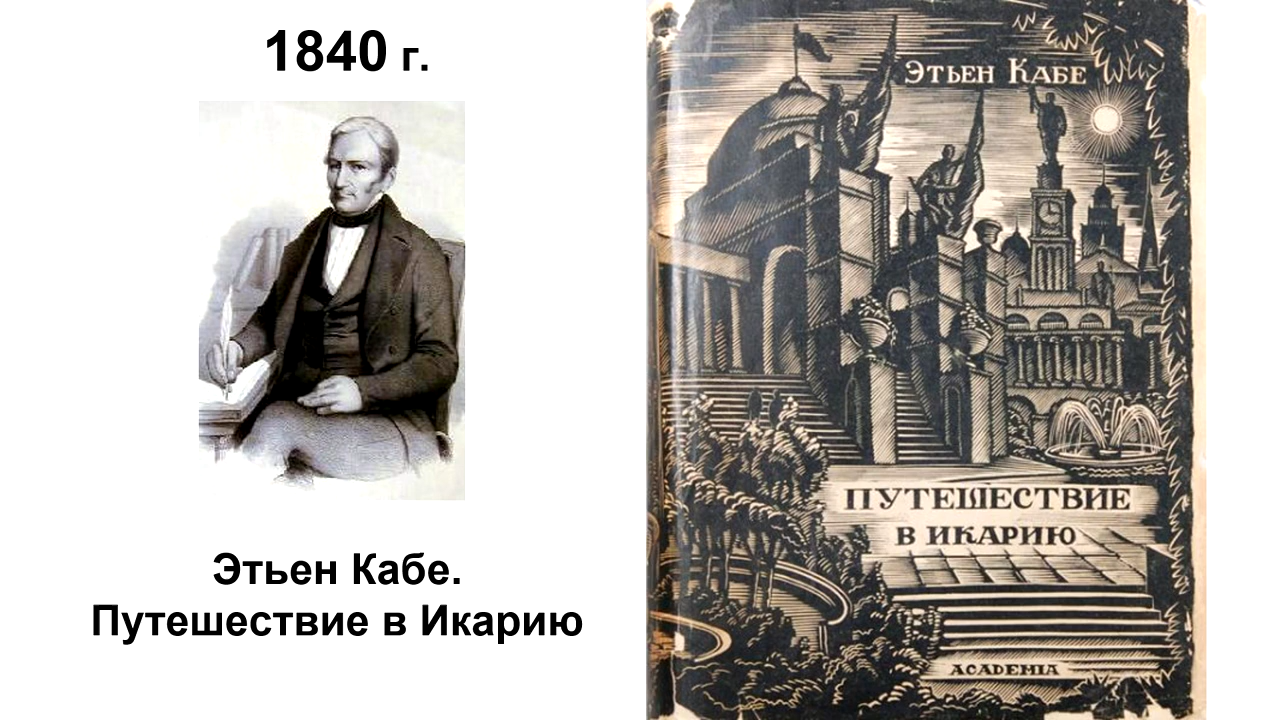 1840 г.
Этьен Кабе.
Путешествие в Икарию
Этьен Кабе
Путешествие
в Икарию
ACADEMIA